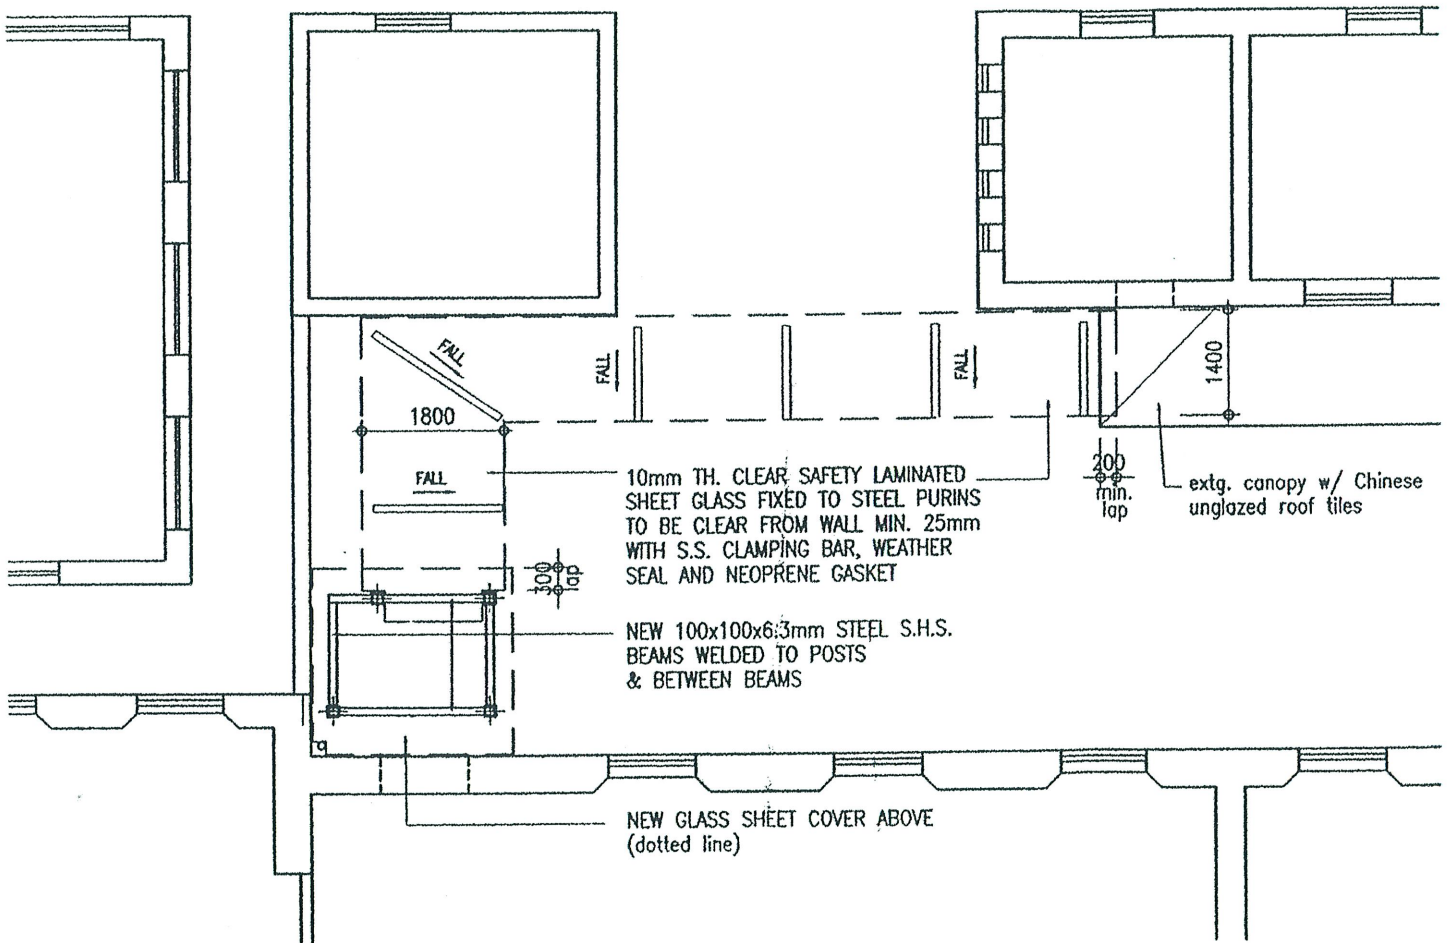 FALL
FALL
FALL
1400
1800
FALL
200
min.
lap
extg. canopy w/ Chinese
unglazed roof tiles
10mm TH. CLEAR SAFETY LAMINATED
SHEET GLASS FIXED TO STEEL PURINS
TO BE CLEAR FROM WALL MIN. 25mm
WITH S.S. CLAMPING BAR, WEATHER
SEAL AND NEOPRENE GASKET
300
lap
NEW 100x100x6.3mm STEEL S.H.S.
BEAMS WELDED TO POSTS
& BETWEEN BEAMS
NEW GLASS SHEET COVER ABOVE
(dotted line)